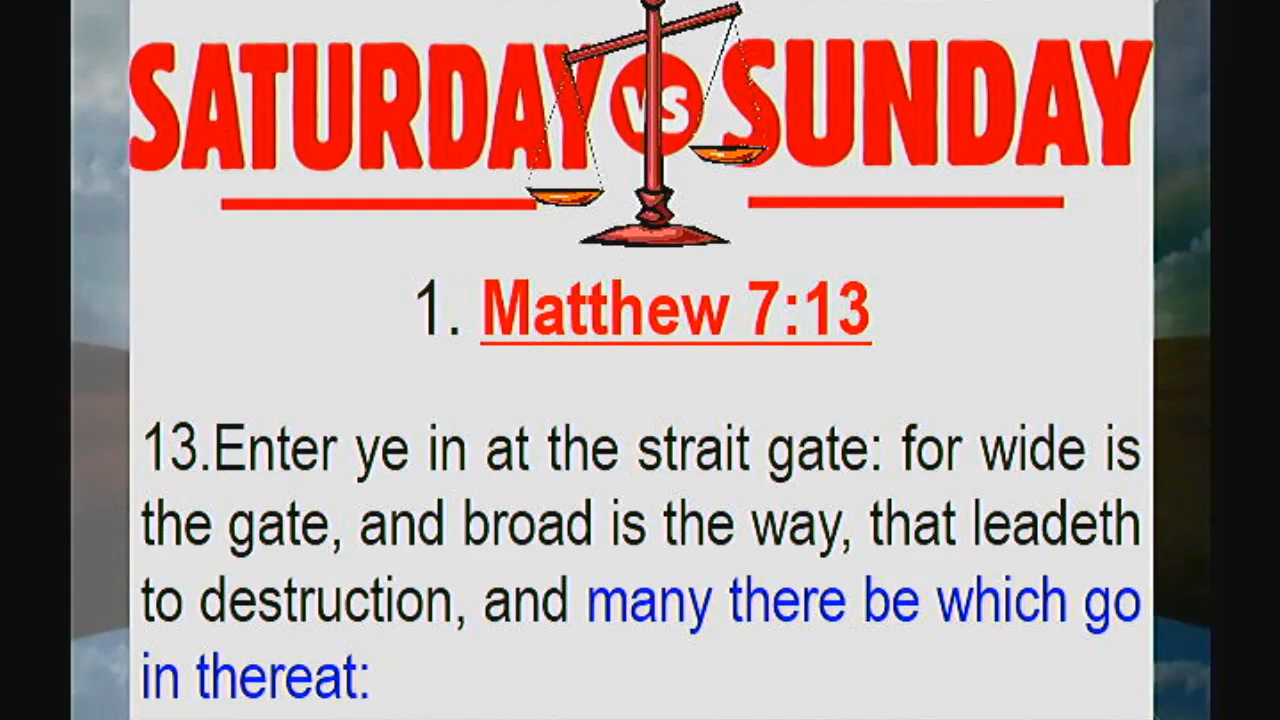 SATURDAY VS SUNDAY
1. Matthew 7:13
13.Enter ye in at the strait gate: for wide is
the gate, and broad is the way, that leadeth
to destruction, and many there be which go
in thereat: